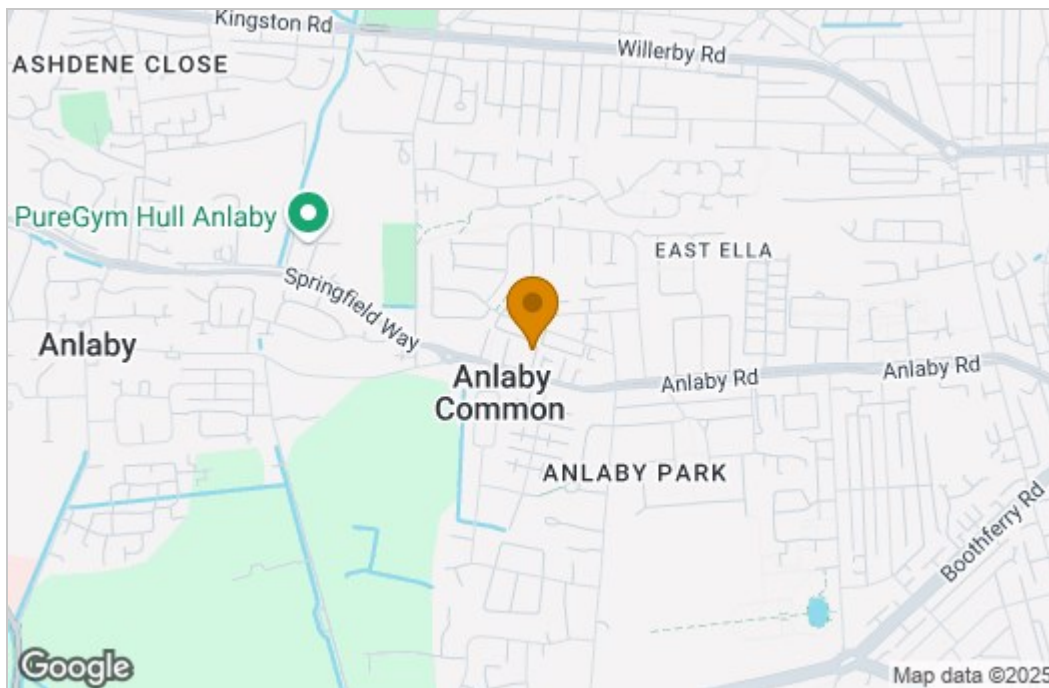 Kingston Rd
Willerby Rd
ASHDENE CLOSE
PureGym Hull Anlaby
EAST ELLA
Springfield Way
Anlaby
Anlaby
Common
Anlaby Rd
Anlaby Rd
ANLABY PARK
Boothferry Rd
Google
Map data ©2025